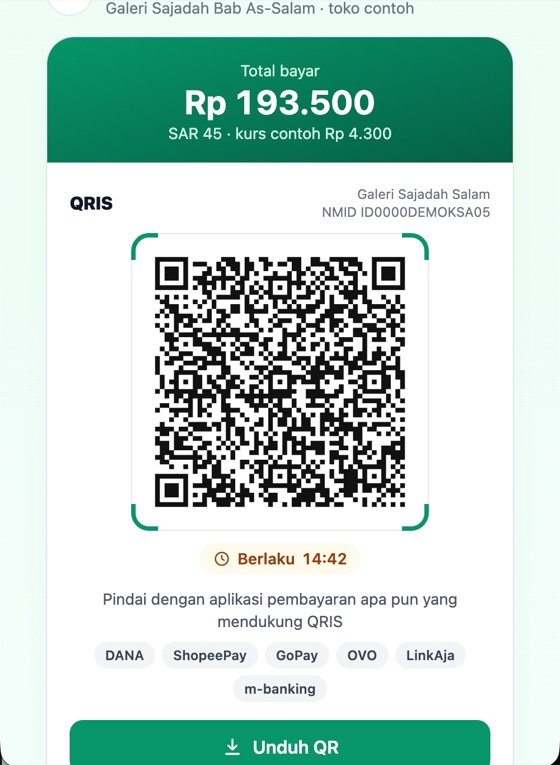 Galeri Sajadah Bab As-Salam · toko contoh
Total bayar
Rp 193.500
SAR 45 · kurs contoh Rp 4.300
QRIS
Galeri Sajadah Salam
NMID ID0000DEMOKSA05
Berlaku 14:42
Pindai dengan aplikasi pembayaran apa pun yang
mendukung QRIS
DANA ShopeePay GoPay OVO LinkAja
m-banking
Unduh QR